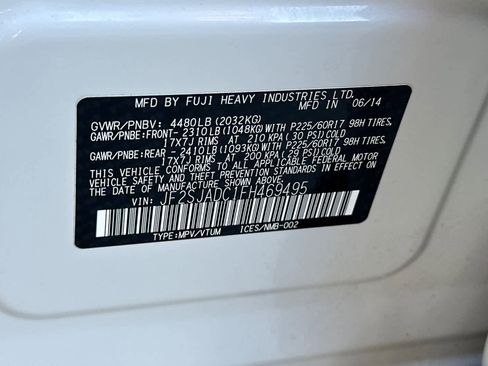 MFD BY FUJI HEAVY INDUSTRIES LTD.
MFD IN 06/14
GVWR/PNBV: 4480LB (2032KG)
GAWR/PNBE:FRONT- 2310LB (1048KG) WITH P225/60R17 98H TIRES,
17X7J RIMS AT 210 KPA (30 PSI) COLD
GAWR/PNBE:REAR - 2410LB (1093KG) WITH P225/60R17 98H TIRES,
17X7J RIMS AT 200 KPA (29 PSI) COLD
THIS VEHICLE CONFORMS TO ALL APPLICABLE FEDERAL MOTOR
VEHICLE SAFETY AND BUMPER STANDARDS IN EFFECT ON THE
DATE OF MANUFACTURE SHOWN ABOVE.
VIN: JF2SJADC1FH469495
TYPE:MPV/VTUM ICES/NMB-002